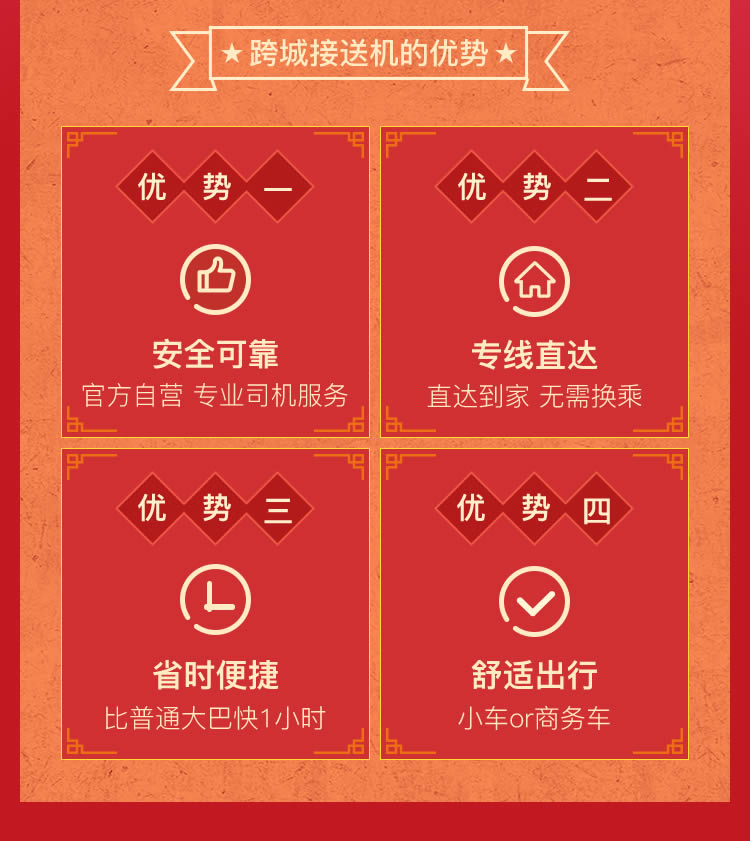 ★跨城接送机的优势★
优势一
安全可靠
官方自营 专业司机服务
优势二
专线直达
直达到家 无需换乘
优势三
省时便捷
比普通大巴快1小时
优势四
舒适出行
小车or商务车